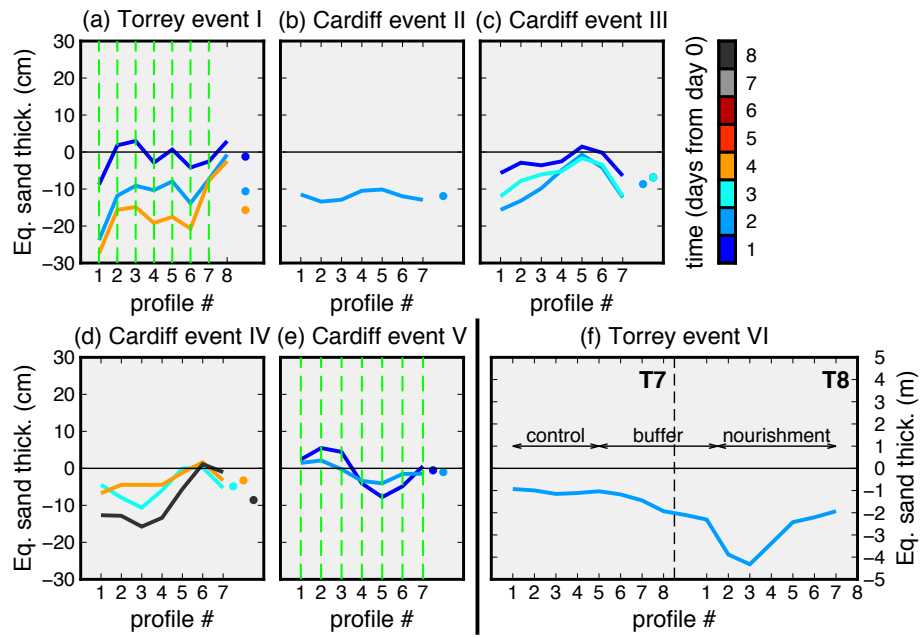 (a) Torrey event I
(b) Cardiff event II
(c) Cardiff event III
Eq. sand thick. (cm)
30
20
10
0
−10
−20
−30
1 2 3 4 5 6 7 8
profile #
1 2 3 4 5 6 7
profile #
1 2 3 4 5 6 7
profile #
time (days from day 0)
8
7
6
5
4
3
2
1
(d) Cardiff event IV
(e) Cardiff event V
(f) Torrey event VI
Eq. sand thick. (cm)
30
20
10
0
−10
−20
−30
1 2 3 4 5 6 7
profile #
1 2 3 4 5 6 7
profile #
T7
T8
control
buffer
nourishment
1 2 3 4 5 6 7 8 1 2 3 4 5 6 7 8
profile #
5
4
3
2
1
0
−1
−2
−3
−4
−5
Eq. sand thick. (m)